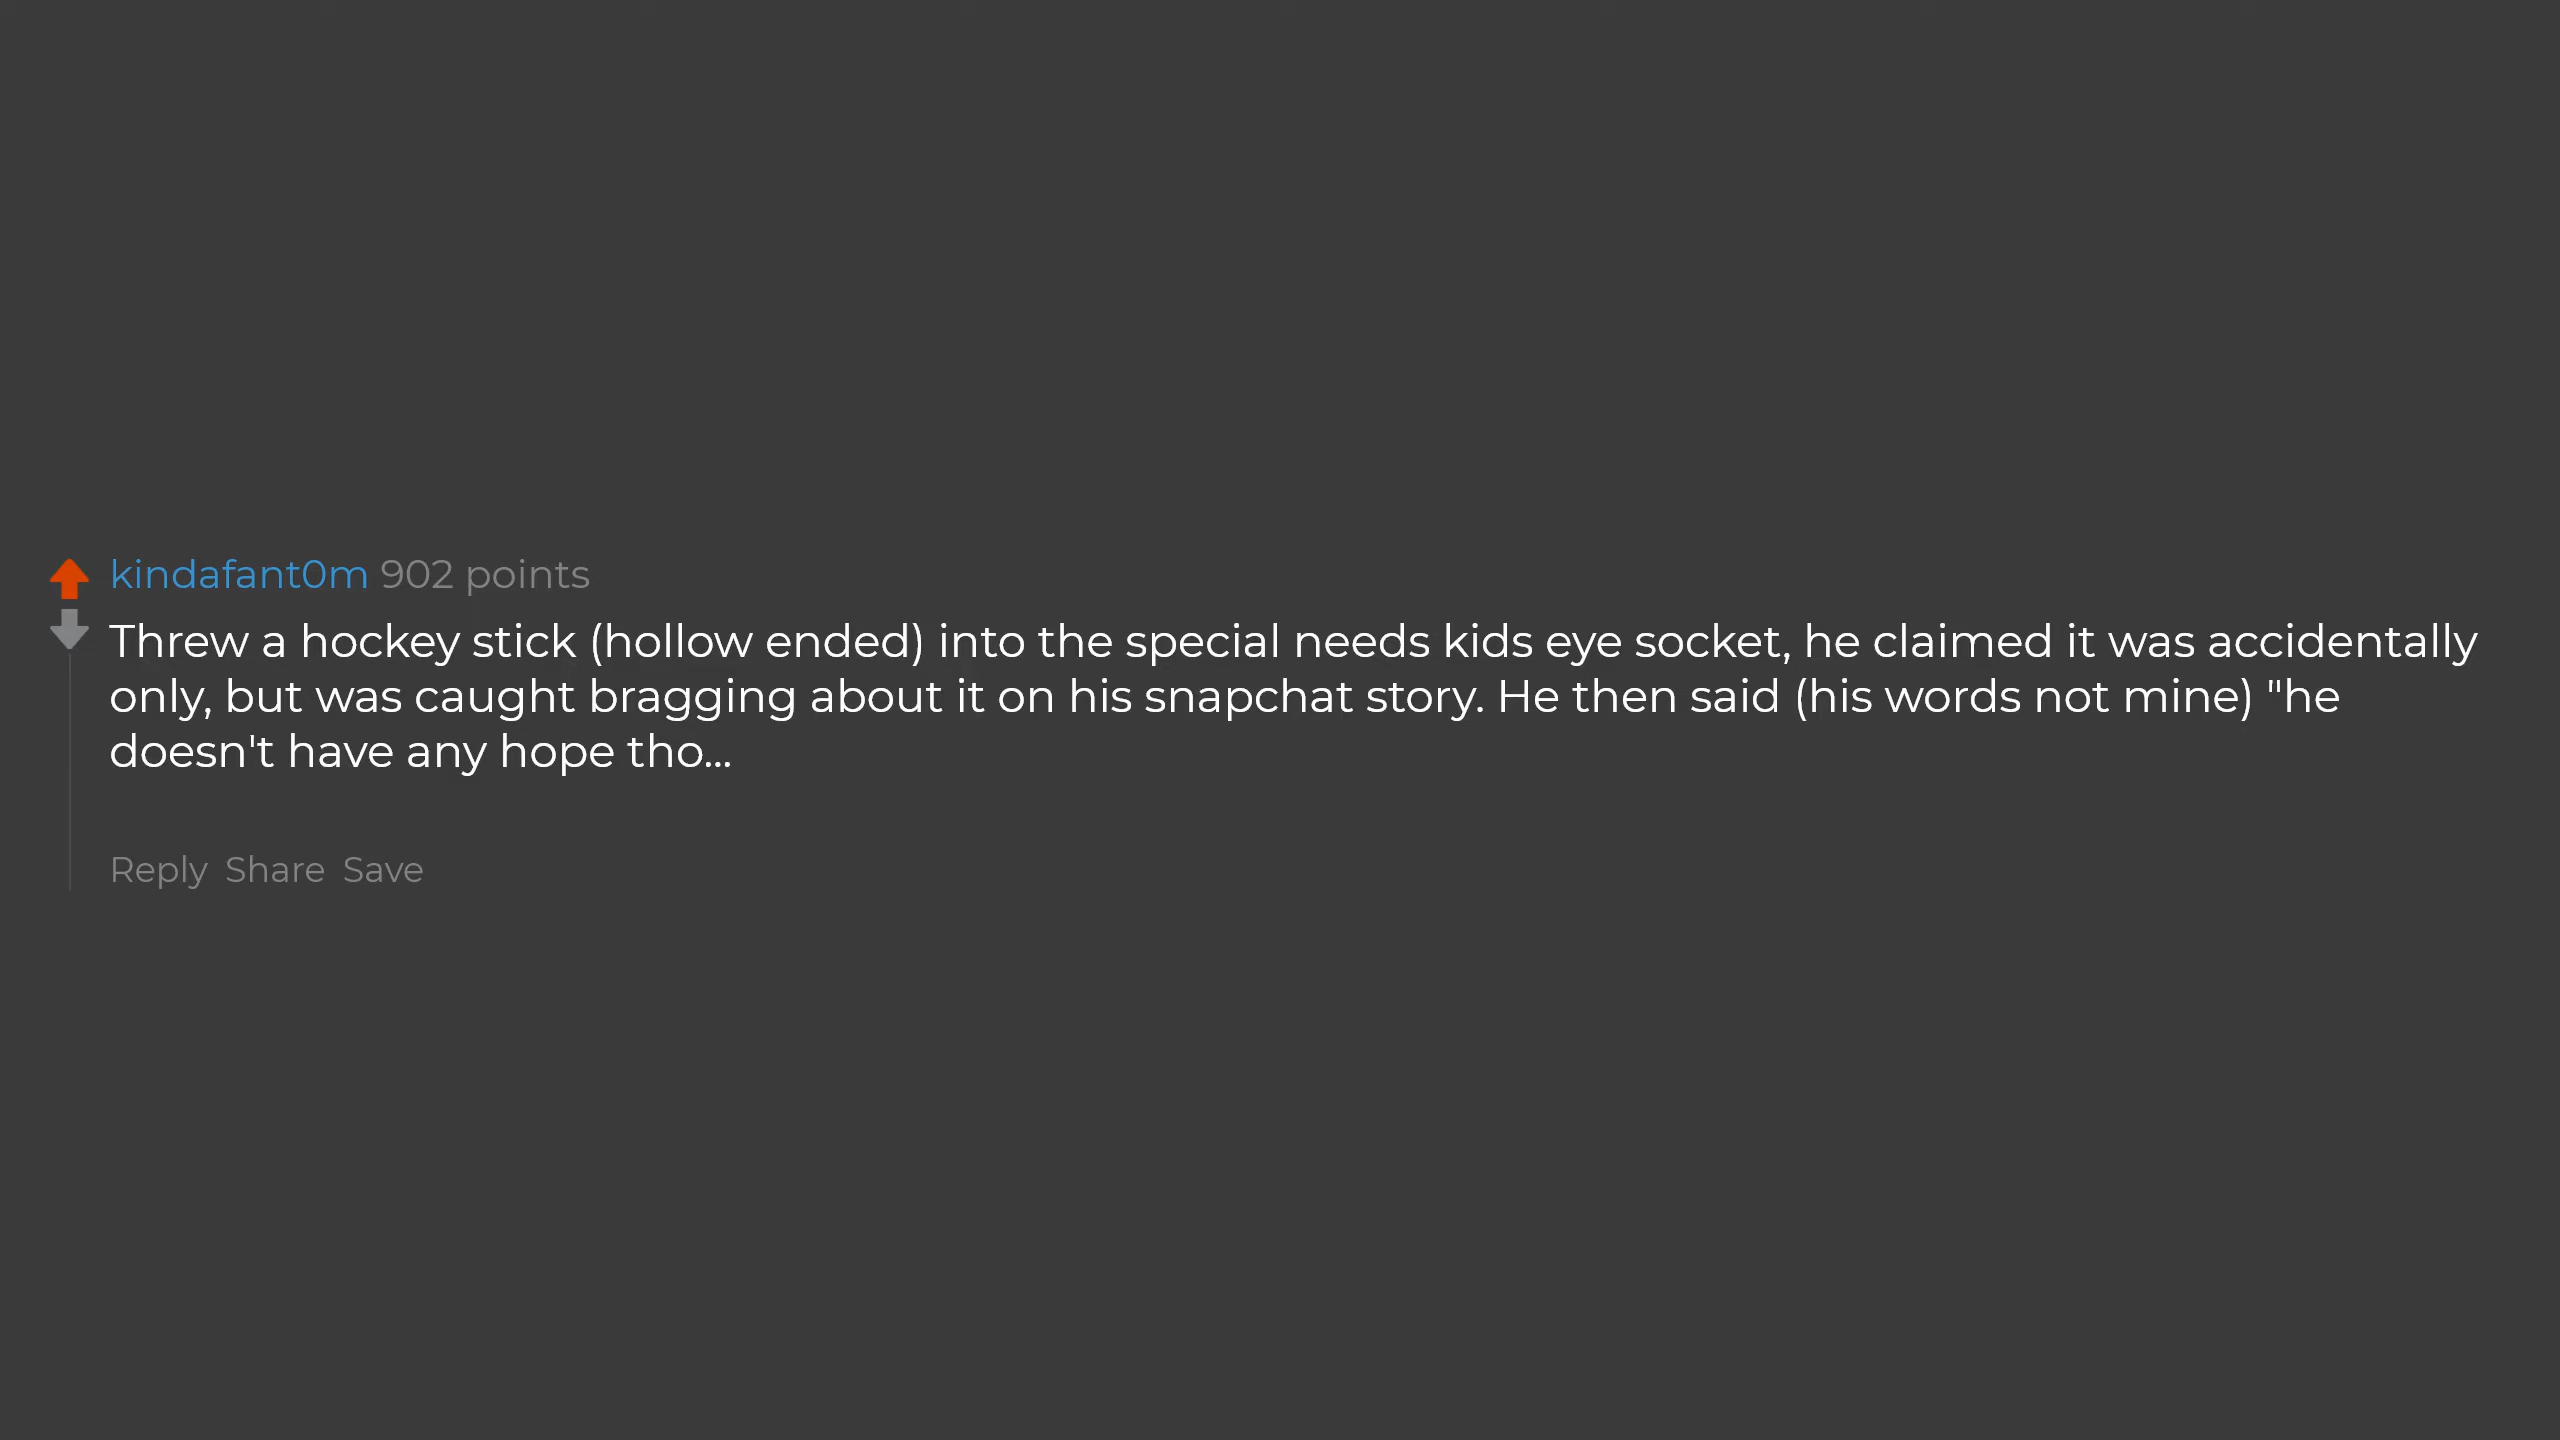 kindafant0m 902 points
Threw a hockey stick (hollow ended) into the special needs kids eye socket, he claimed it was accidentally
only, but was caught bragging about it on his snapchat story. He then said (his words not mine) "he
doesn't have any hope tho...
Reply Share Save